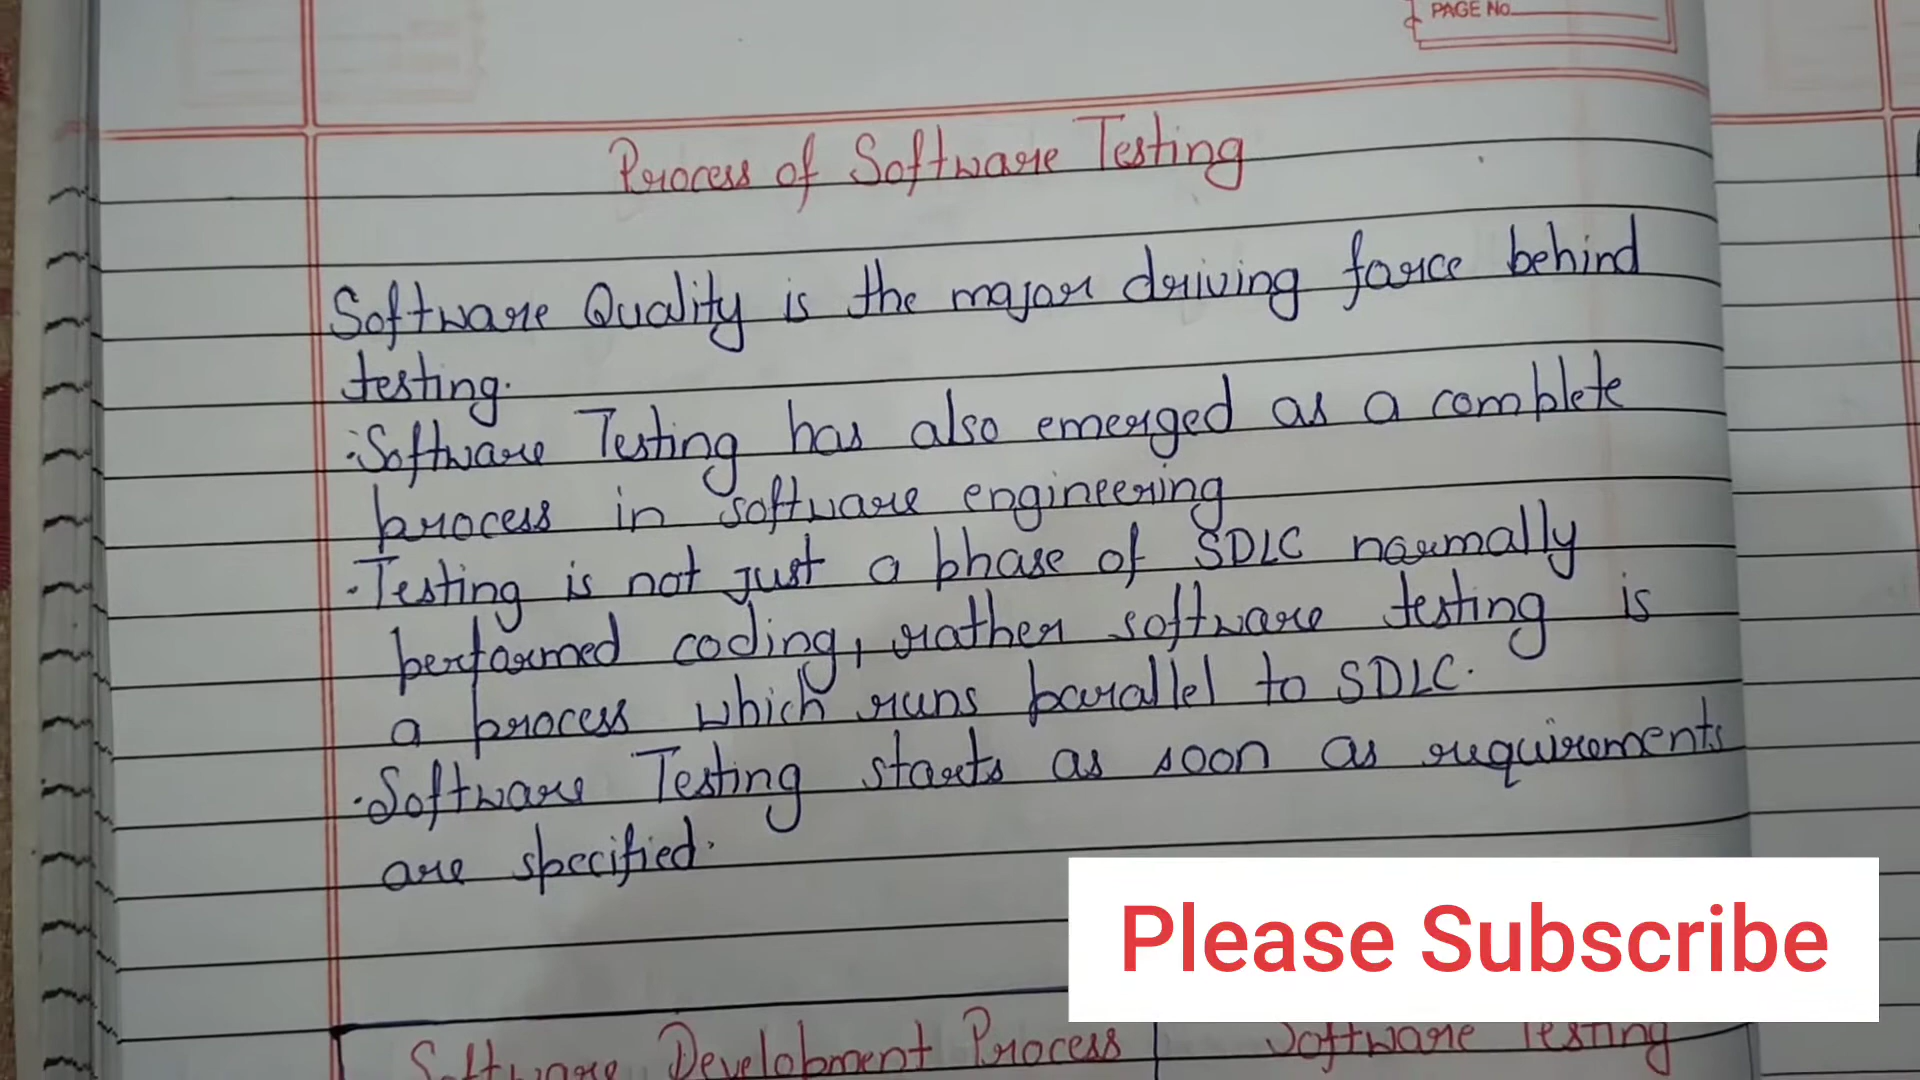 PAGE No.
Process of Software Testing
Software Quality is the major driving force behind
testing.
·Software Testing has also emerged as a complete
process in software engineering
·Testing is not just a phase of SDLC normally
performed coding, rather software testing is
a process which runs parallel to SDLC.
·Software Testing starts as soon as requirements
are specified.
Please Subscribe
Software Development Process | Software Testing